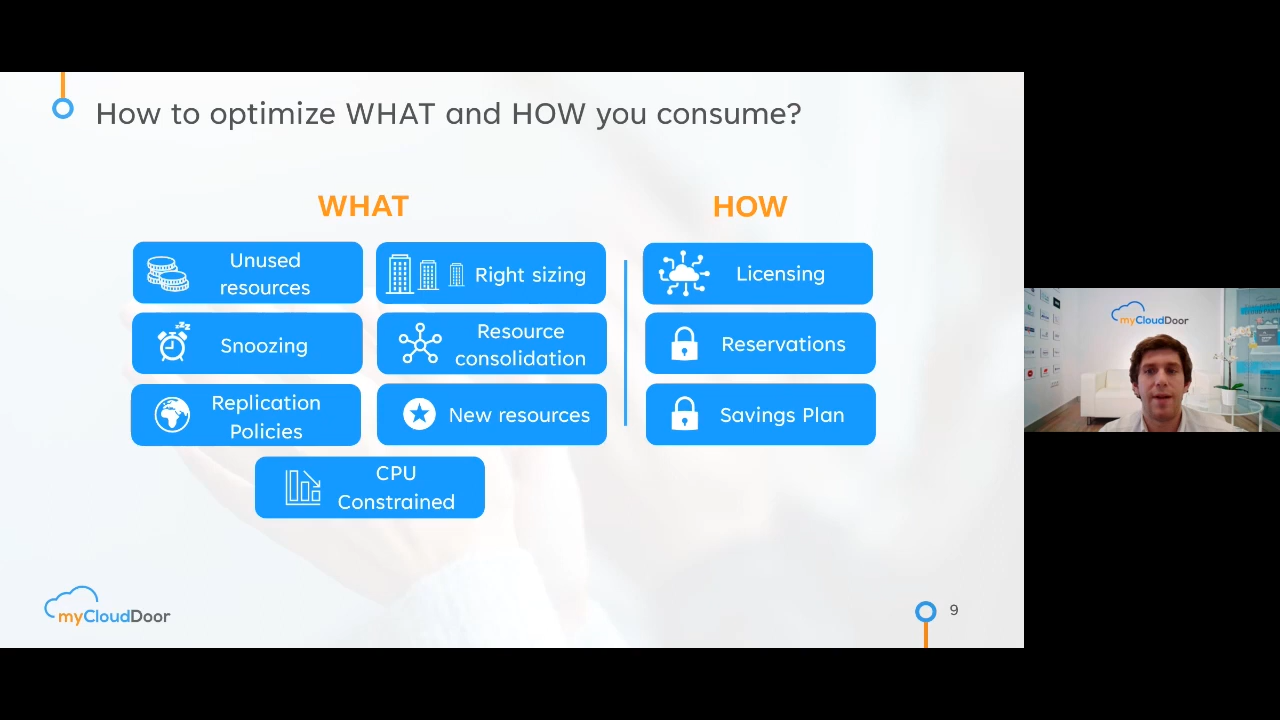 How to optimize WHAT and HOW you consume?
WHAT
HOW
Unused
resources
Right sizing
Licensing
Snoozing
Resource
consolidation
Reservations
Replication
Policies
New resources
Savings Plan
CPU
Constrained
myCloudDoor
9
myCloudDoor